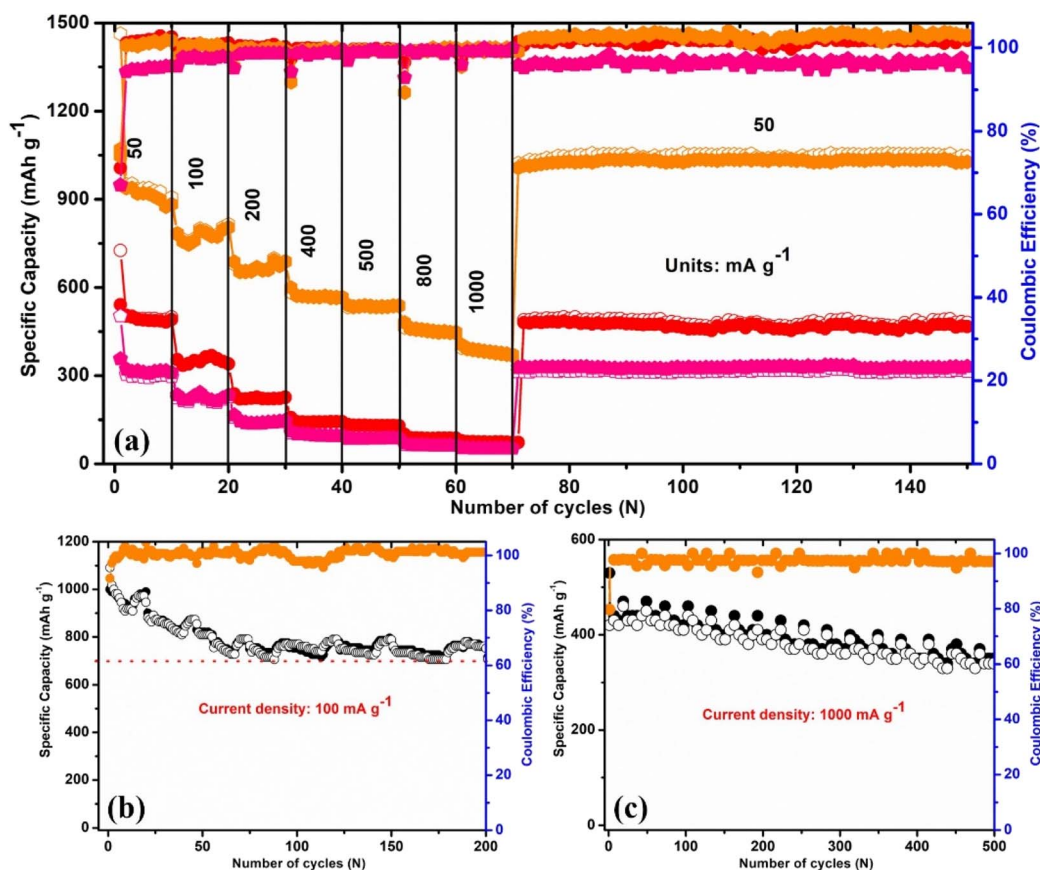 1500
1200
900
600
300
0
Specific Capacity (mAh g⁻¹)
50
100
200
400
500
800
1000
50
Units: mA g⁻¹
100
80
60
40
20
0
Coulombic Efficiency (%)
(a)
0 20 40 60 80 100 120 140
Number of cycles (N)
1200
1000
800
600
400
200
0
Specific Capacity (mAh g⁻¹)
Current density: 100 mA g⁻¹
100
80
60
40
20
0
Coulombic Efficiency (%)
(b)
0 50 100 150 200
Number of cycles (N)
600
400
200
0
Specific Capacity (mAh g⁻¹)
Current density: 1000 mA g⁻¹
100
80
60
40
20
0
Coulombic Efficiency (%)
(c)
0 100 200 300 400 500
Number of cycles (N)